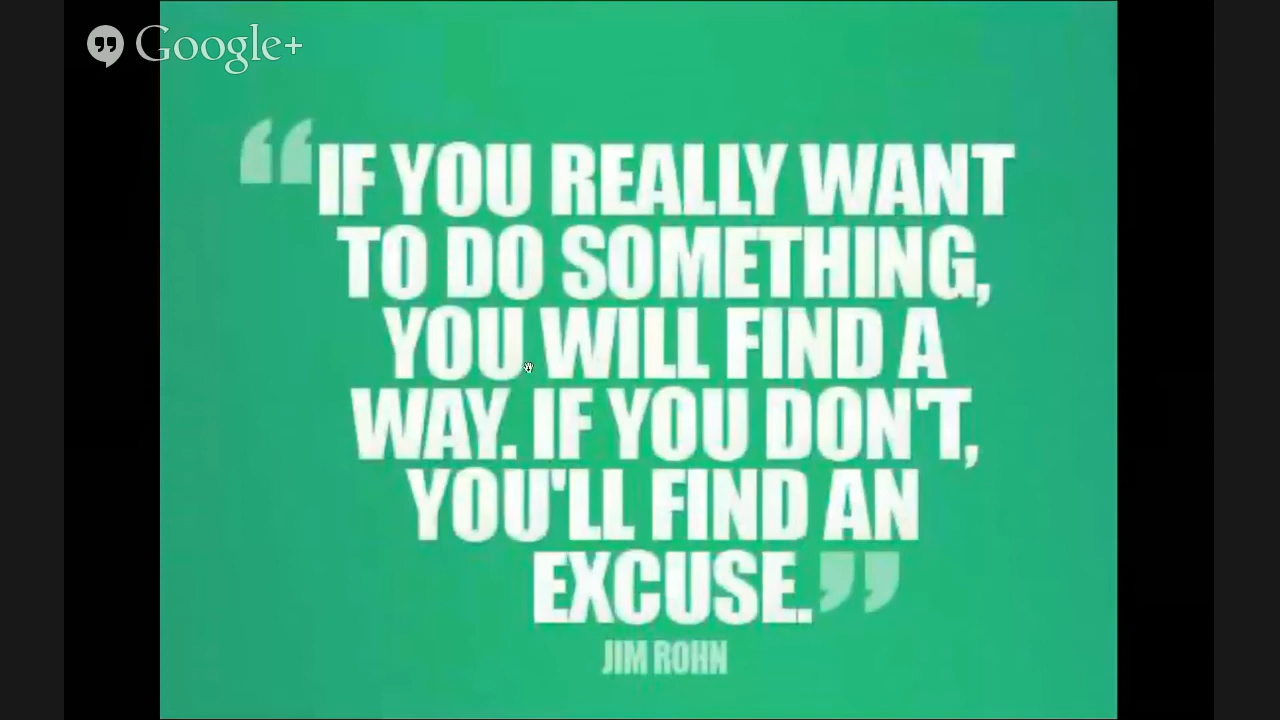 Google+
“IF YOU REALLY WANT
TO DO SOMETHING,
YOU WILL FIND A
WAY. IF YOU DON'T,
YOU'LL FIND AN
EXCUSE.”
JIM ROHN